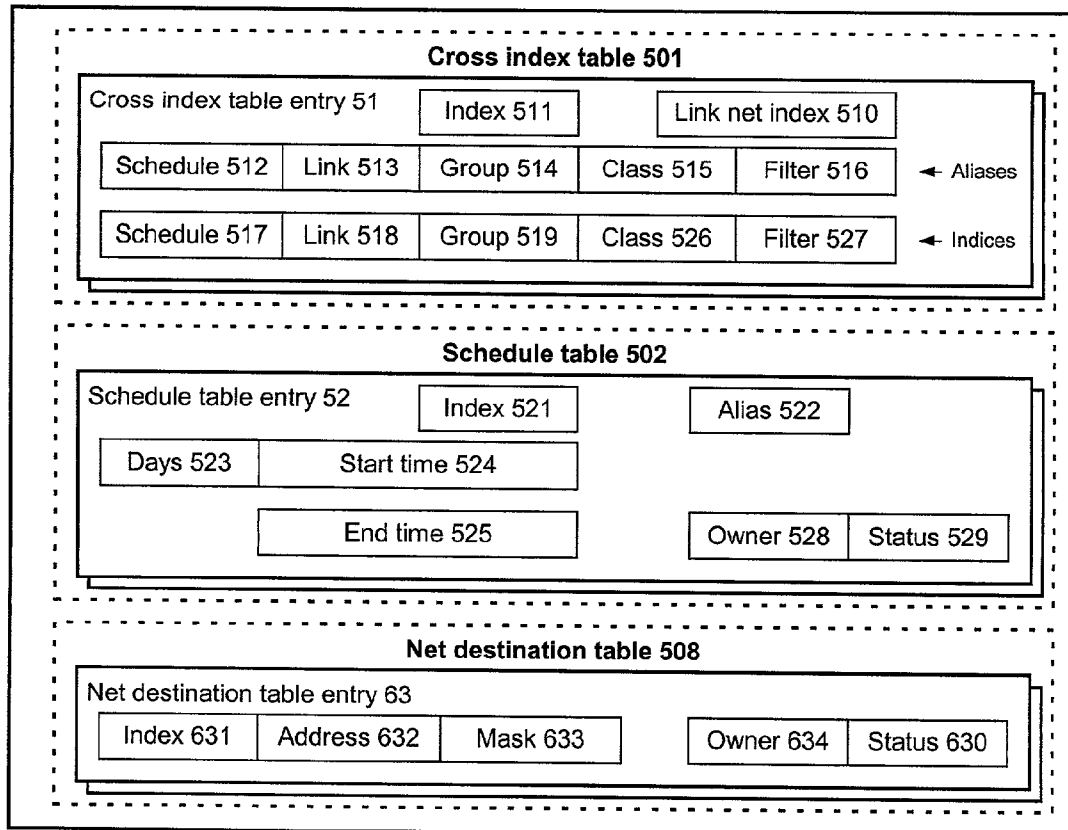 Cross index table 501
Cross index table entry 51
Index 511
Link net index 510
Schedule 512 Link 513 Group 514 Class 515 Filter 516 ← Aliases
Schedule 517 Link 518 Group 519 Class 526 Filter 527 ← Indices
Schedule table 502
Schedule table entry 52
Index 521
Alias 522
Days 523 Start time 524
End time 525
Owner 528 Status 529
Net destination table 508
Net destination table entry 63
Index 631 Address 632 Mask 633 Owner 634 Status 630